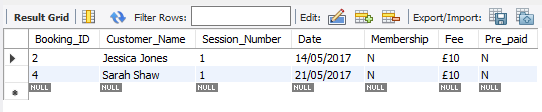 Result Grid Filter Rows: Edit: Export/Import:
Booking_ID Customer_Name Session_Number Date Membership Fee Pre_paid
2 Jessica Jones 1 14/05/2017 N £10 N
4 Sarah Shaw 1 21/05/2017 N £10 N
NULL NULL NULL NULL NULL NULL NULL